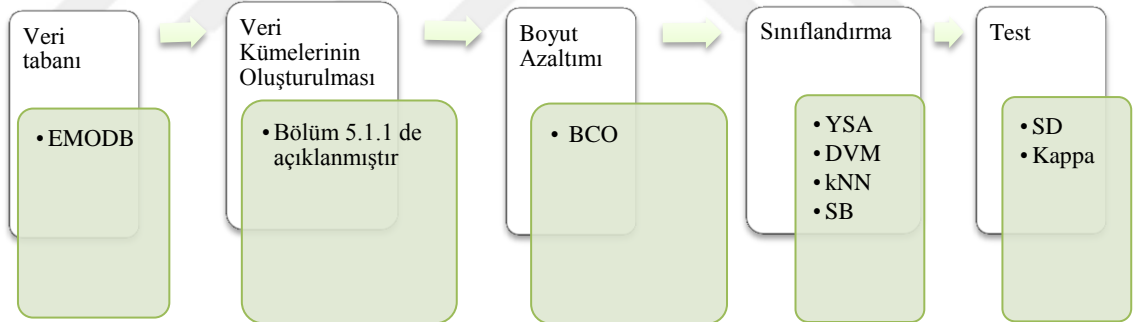 Veri
tabanı
• EMODB
Veri
Kümelerinin
Oluşturulması
• Bölüm 5.1.1 de
açıklanmıştır
Boyut
Azaltımı
• BCO
Sınıflandırma
• YSA
• DVM
• kNN
• SB
Test
• SD
• Kappa